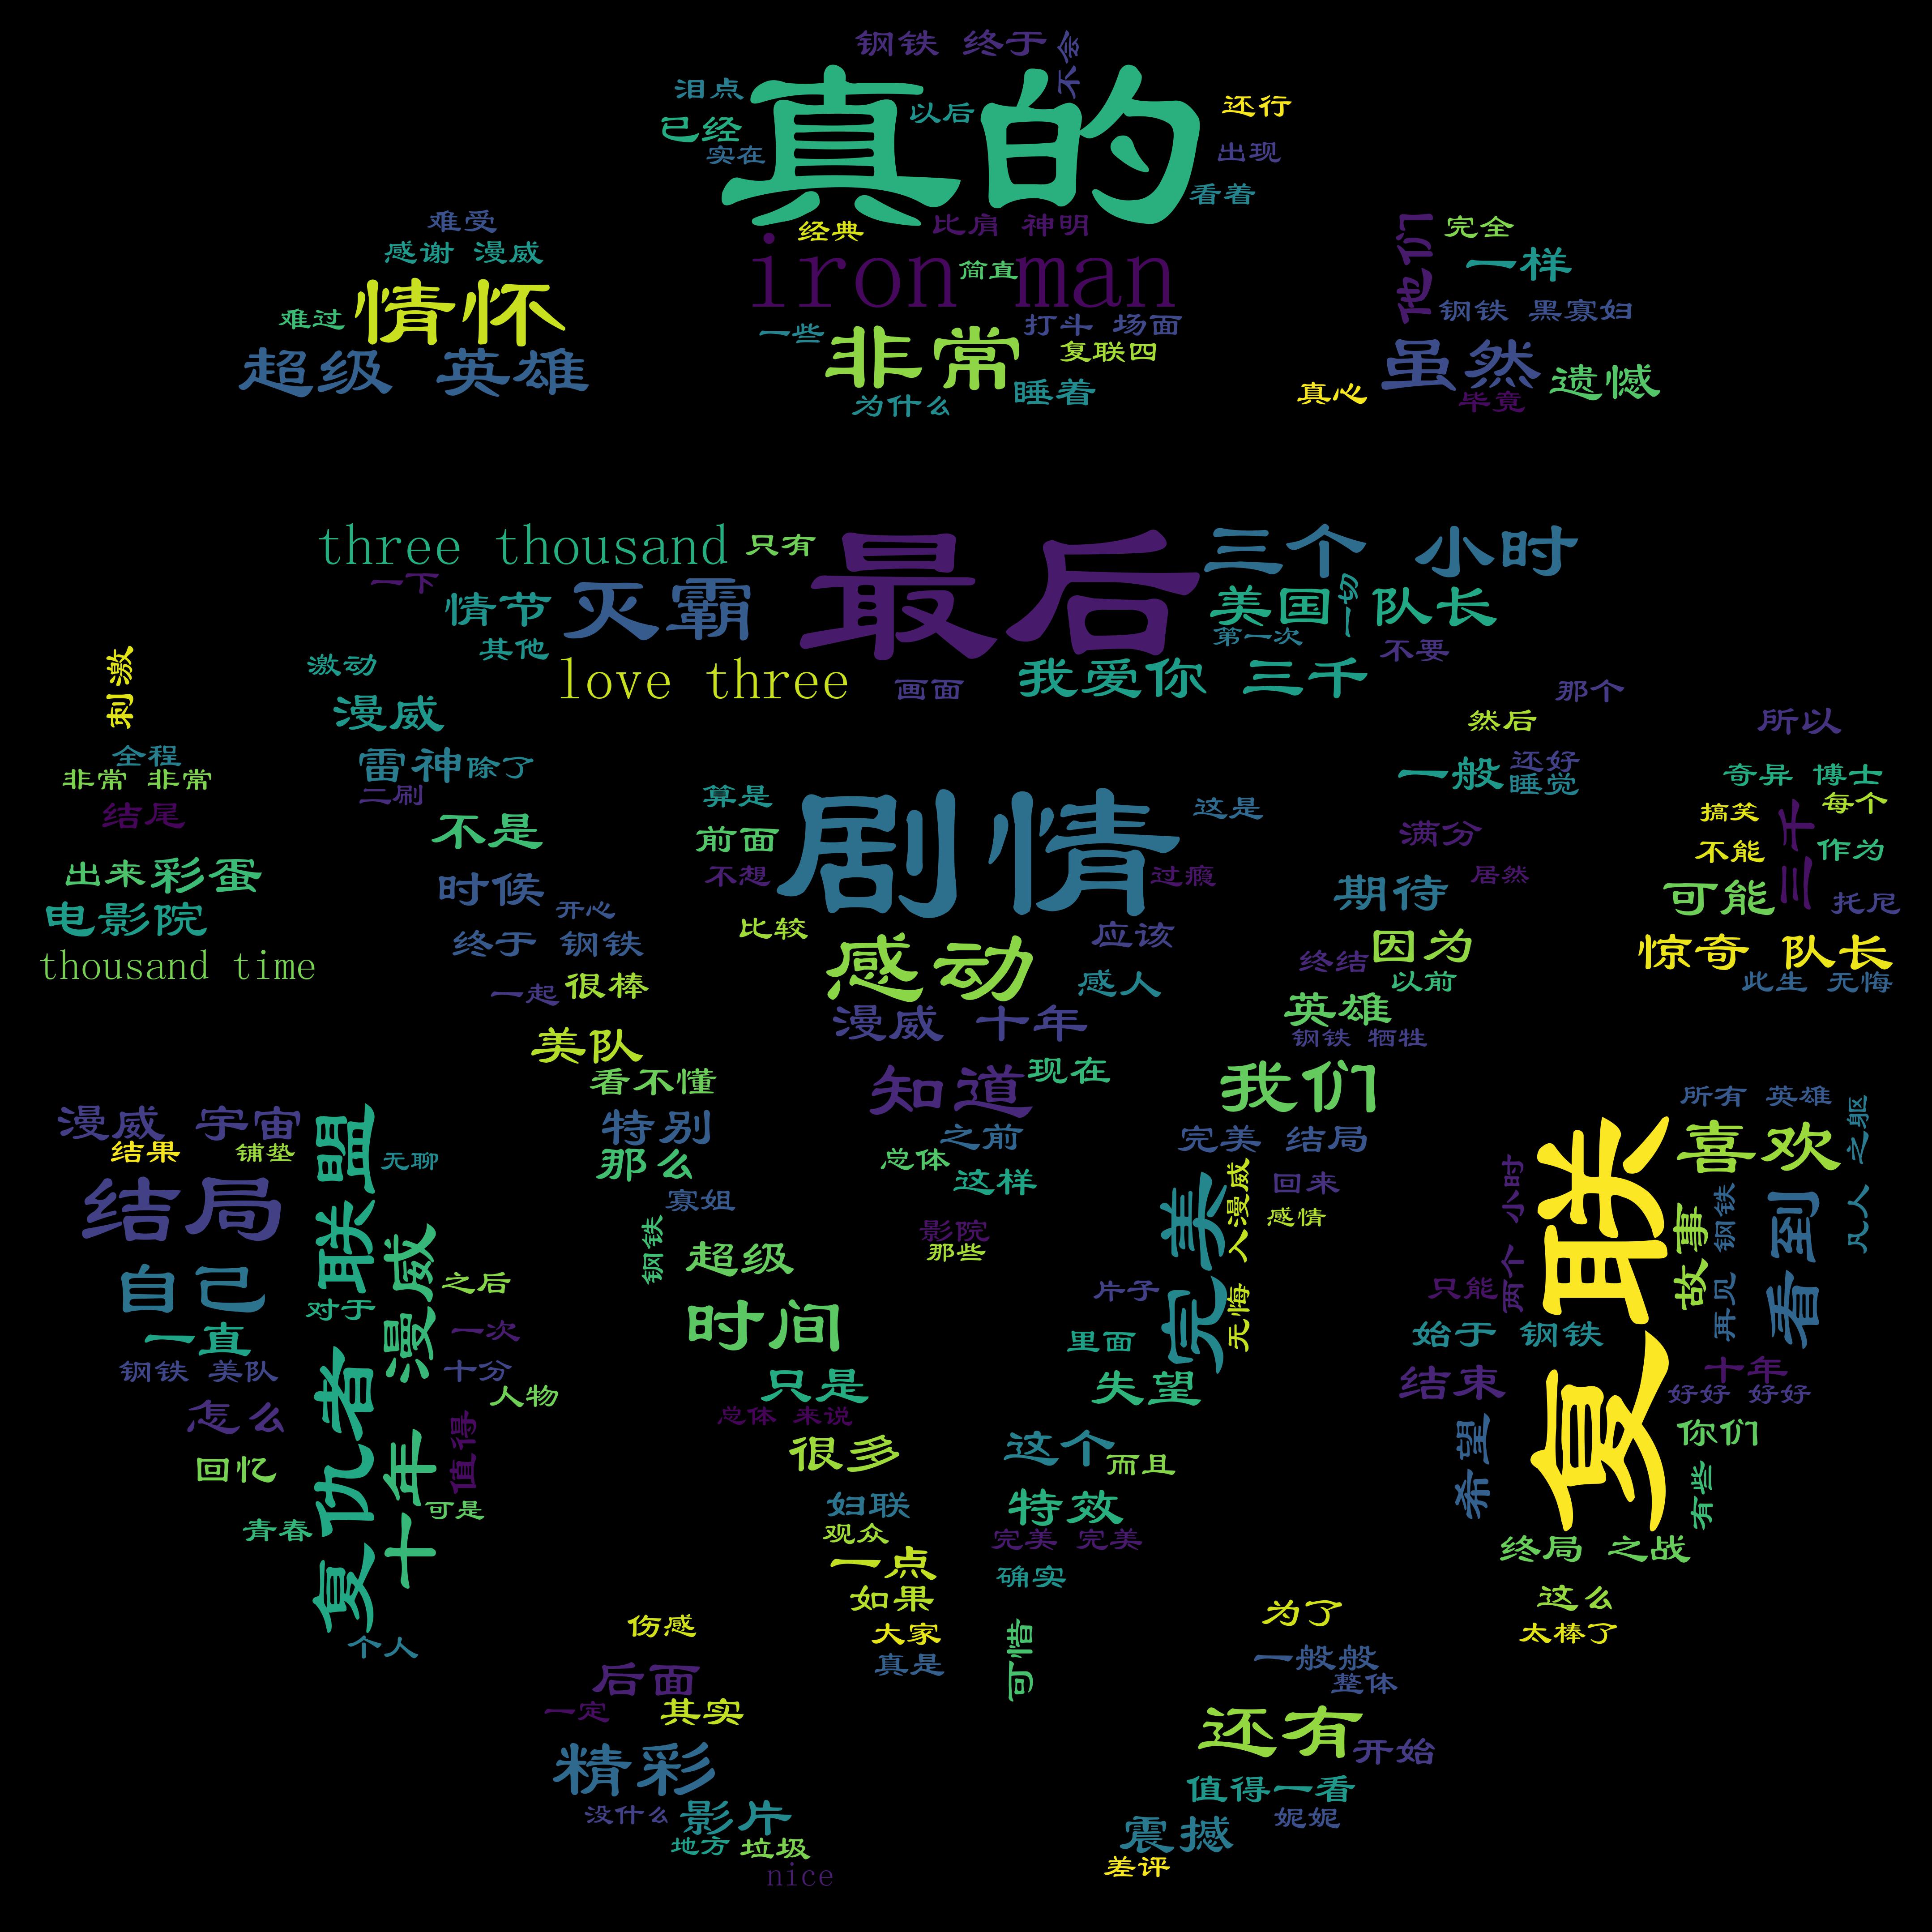 钢铁 终于
不会
泪点
真的
以后
还行
已经
实在
出现
看着
难受
经典
比肩 神明
他们
完全
感谢 漫威
iron man
简直
一样
难过
情怀
一些
打斗 场面
钢铁 黑寡妇
超级 英雄
非常
复联四
虽然
遗憾
睡着
真心
毕竟
为什么
three thousand
只有
最后
三个 小时
一下
情节
灭霸
美国 队长
一切
第一次
其他
不要
love three
画面
我爱你 三千
刺激
激动
漫威
那个
然后
所以
全程
雷神
除了
一般
还好
睡觉
奇异 博士
非常 非常
二刷
结尾
算是
剧情
这是
搞笑
三千
每个
不是
前面
满分
不能
作为
出来
彩蛋
时候
不想
过瘾
期待
居然
可能
托尼
电影院
开心
比较
应该
终于 钢铁
感动
因为
惊奇 队长
thousand time
很棒
感人
终结
以前
此生 无悔
一起
漫威 十年
英雄
美队
钢铁 牺牲
看不懂
知道
现在
我们
所有 英雄
漫威 宇宙
复仇者 联盟
特别
之前
完美 结局
复联
喜欢
凡人 之躯
结果
铺垫
无聊
那么
总体
这样
完美
无悔 入漫威
回来
两个 小时
结局
漫威 十年
寡姐
感情
故事
再见 钢铁
看到
钢铁
影院
那些
自己
对于
之后
超级
片子
只能
一直
一次
时间
里面
始于 钢铁
钢铁 美队
十分
只是
失望
结束
十年
怎么
人物
总体 来说
好好 好好
值得
回忆
很多
这个
而且
希望
你们
有些
青春
可是
妇联
特效
观众
完美 完美
一点
确实
终局 之战
个人
如果
为了
这么
伤感
大家
可惜
太棒了
真是
一般般
后面
整体
一定
其实
还有
开始
精彩
值得一看
没什么
影片
妮妮
震撼
地方
垃圾
nice
差评